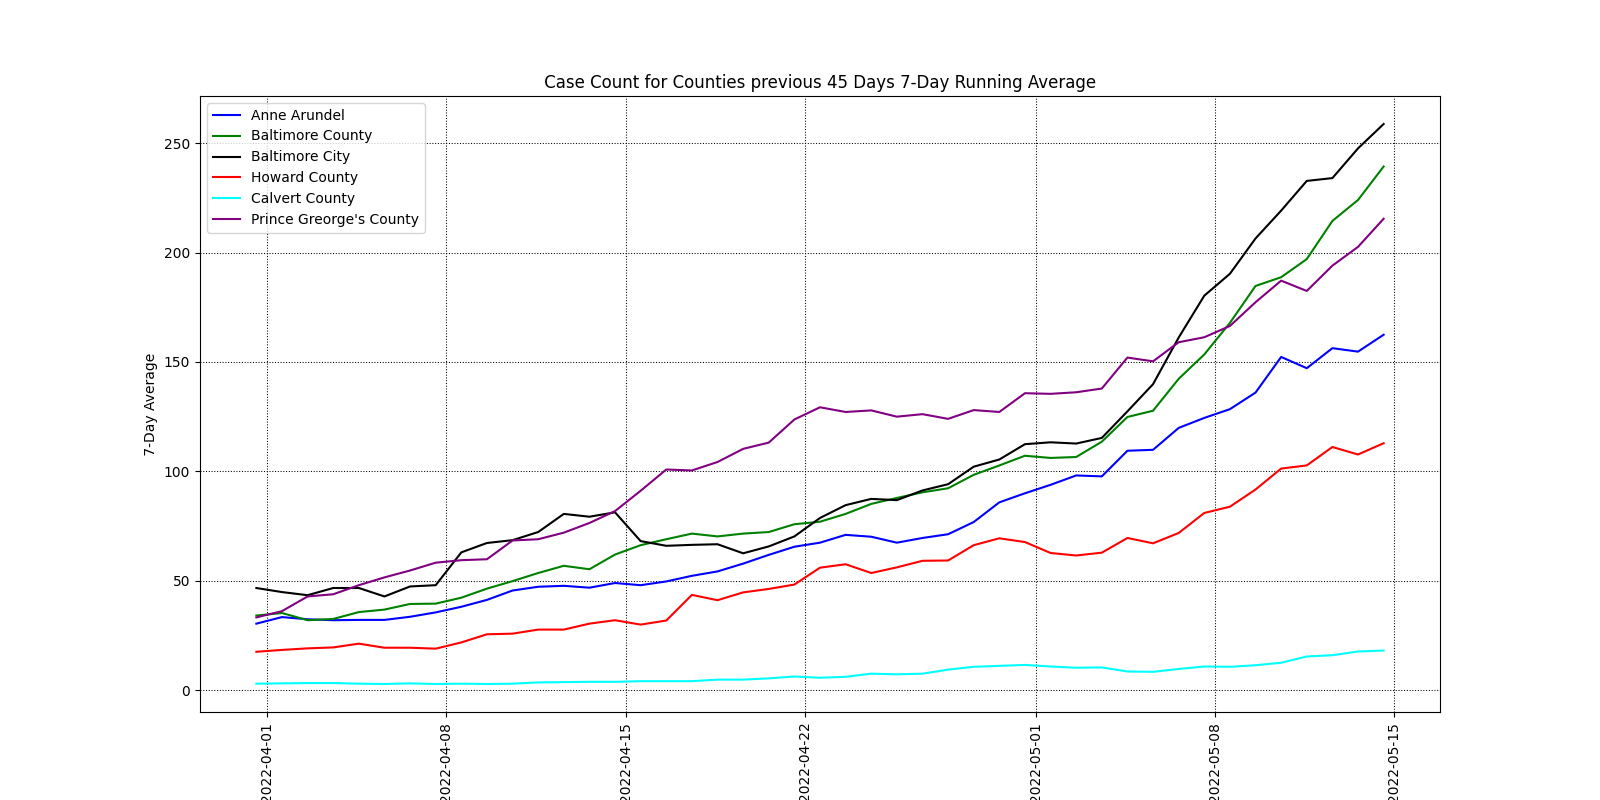 Case Count for Counties previous 45 Days 7-Day Running Average
Anne Arundel
Baltimore County
Baltimore City
Howard County
Calvert County
Prince Greorge's County
7-Day Average
250
200
150
100
50
0
2022-04-01
2022-04-08
2022-04-15
2022-04-22
2022-05-01
2022-05-08
2022-05-15